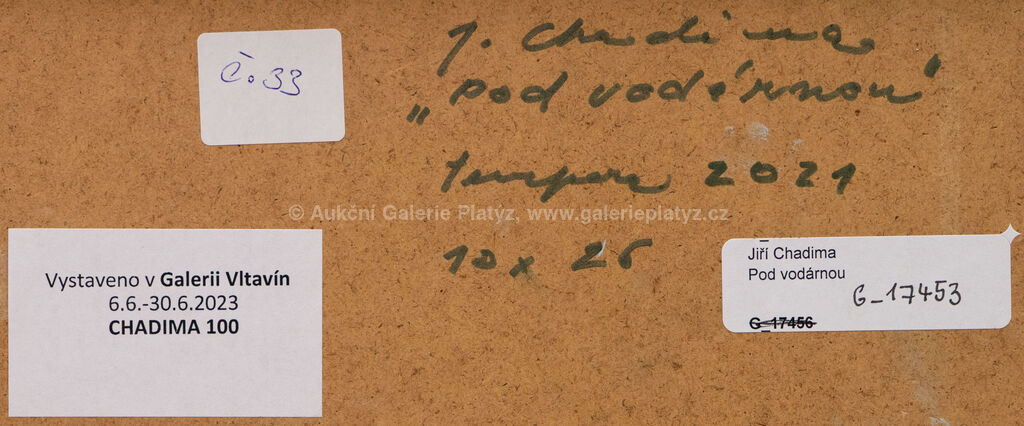 č. 33
J. Chadima
„Pod vodárnou"
tempera 2021
10 x 26
© Aukční Galerie Platýz, www.galerieplatyz.cz
Vystaveno v Galerii Vltavín
6.6.-30.6.2023
CHADIMA 100
Jiří Chadima
Pod vodárnou
G_17453
G_17456